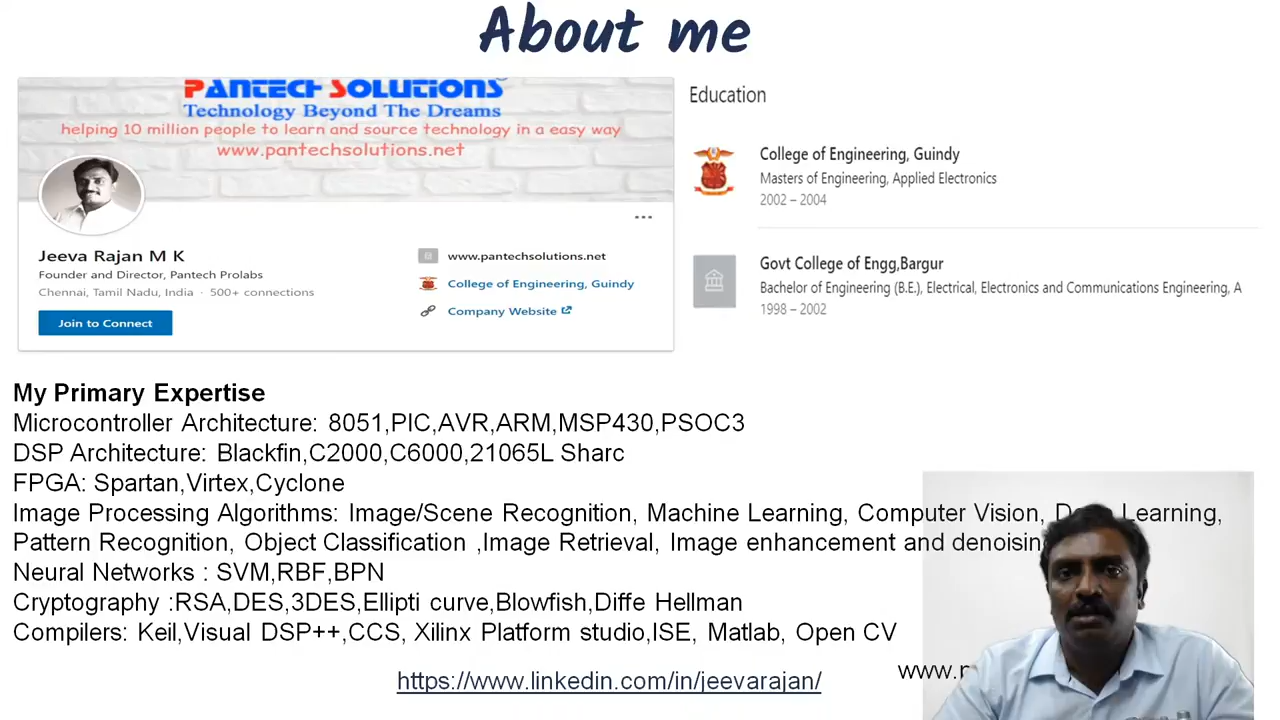 About me
PANTECH SOLUTIONS
Technology Beyond The Dreams
helping 10 million people to learn and source technology in a easy way
www.pantechsolutions.net
Jeeva Rajan M K
Founder and Director, Pantech Prolabs
Chennai, Tamil Nadu, India · 500+ connections
Join to Connect
www.pantechsolutions.net
College of Engineering, Guindy
Company Website
Education
College of Engineering, Guindy
Masters of Engineering, Applied Electronics
2002 – 2004
Govt College of Engg,Bargur
Bachelor of Engineering (B.E.), Electrical, Electronics and Communications Engineering, A
1998 – 2002
My Primary Expertise
Microcontroller Architecture: 8051,PIC,AVR,ARM,MSP430,PSOC3
DSP Architecture: Blackfin,C2000,C6000,21065L Sharc
FPGA: Spartan,Virtex,Cyclone
Image Processing Algorithms: Image/Scene Recognition, Machine Learning, Computer Vision, Learning,
Pattern Recognition, Object Classification ,Image Retrieval, Image enhancement and denoising
Neural Networks : SVM,RBF,BPN
Cryptography :RSA,DES,3DES,Ellipti curve,Blowfish,Diffe Hellman
Compilers: Keil,Visual DSP++,CCS, Xilinx Platform studio,ISE, Matlab, Open CV
https://www.linkedin.com/in/jeevarajan/